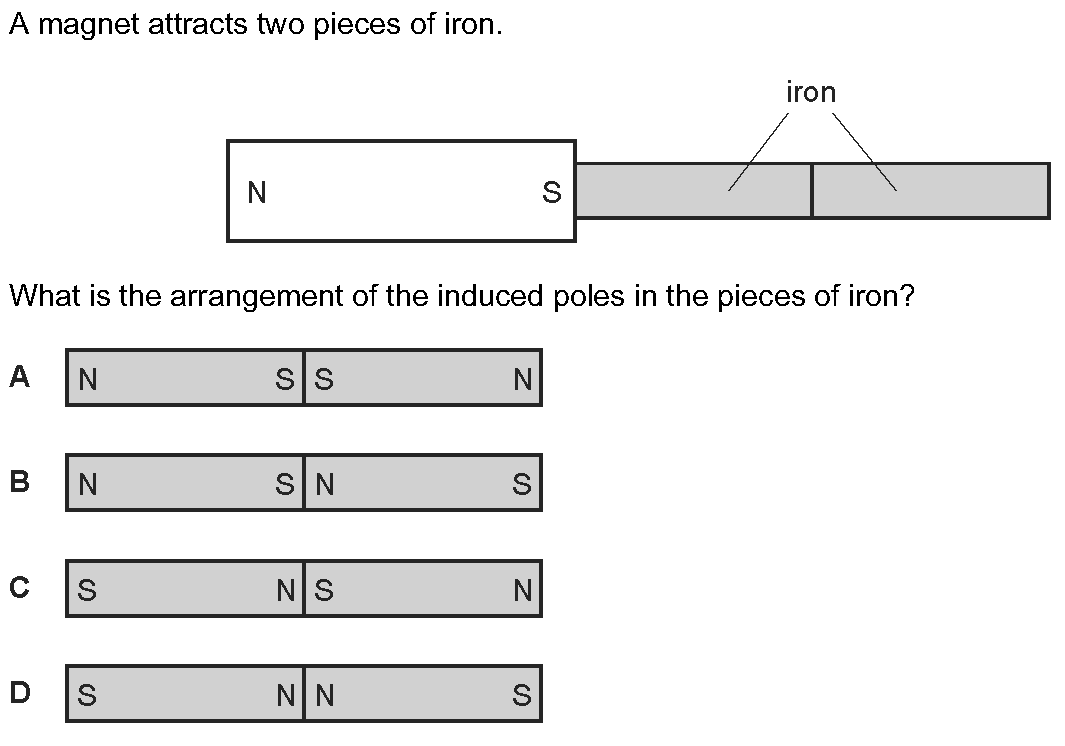 A magnet attracts two pieces of iron.
iron
N S
What is the arrangement of the induced poles in the pieces of iron?
A N S S N
B N S N S
C S N S N
D S N N S